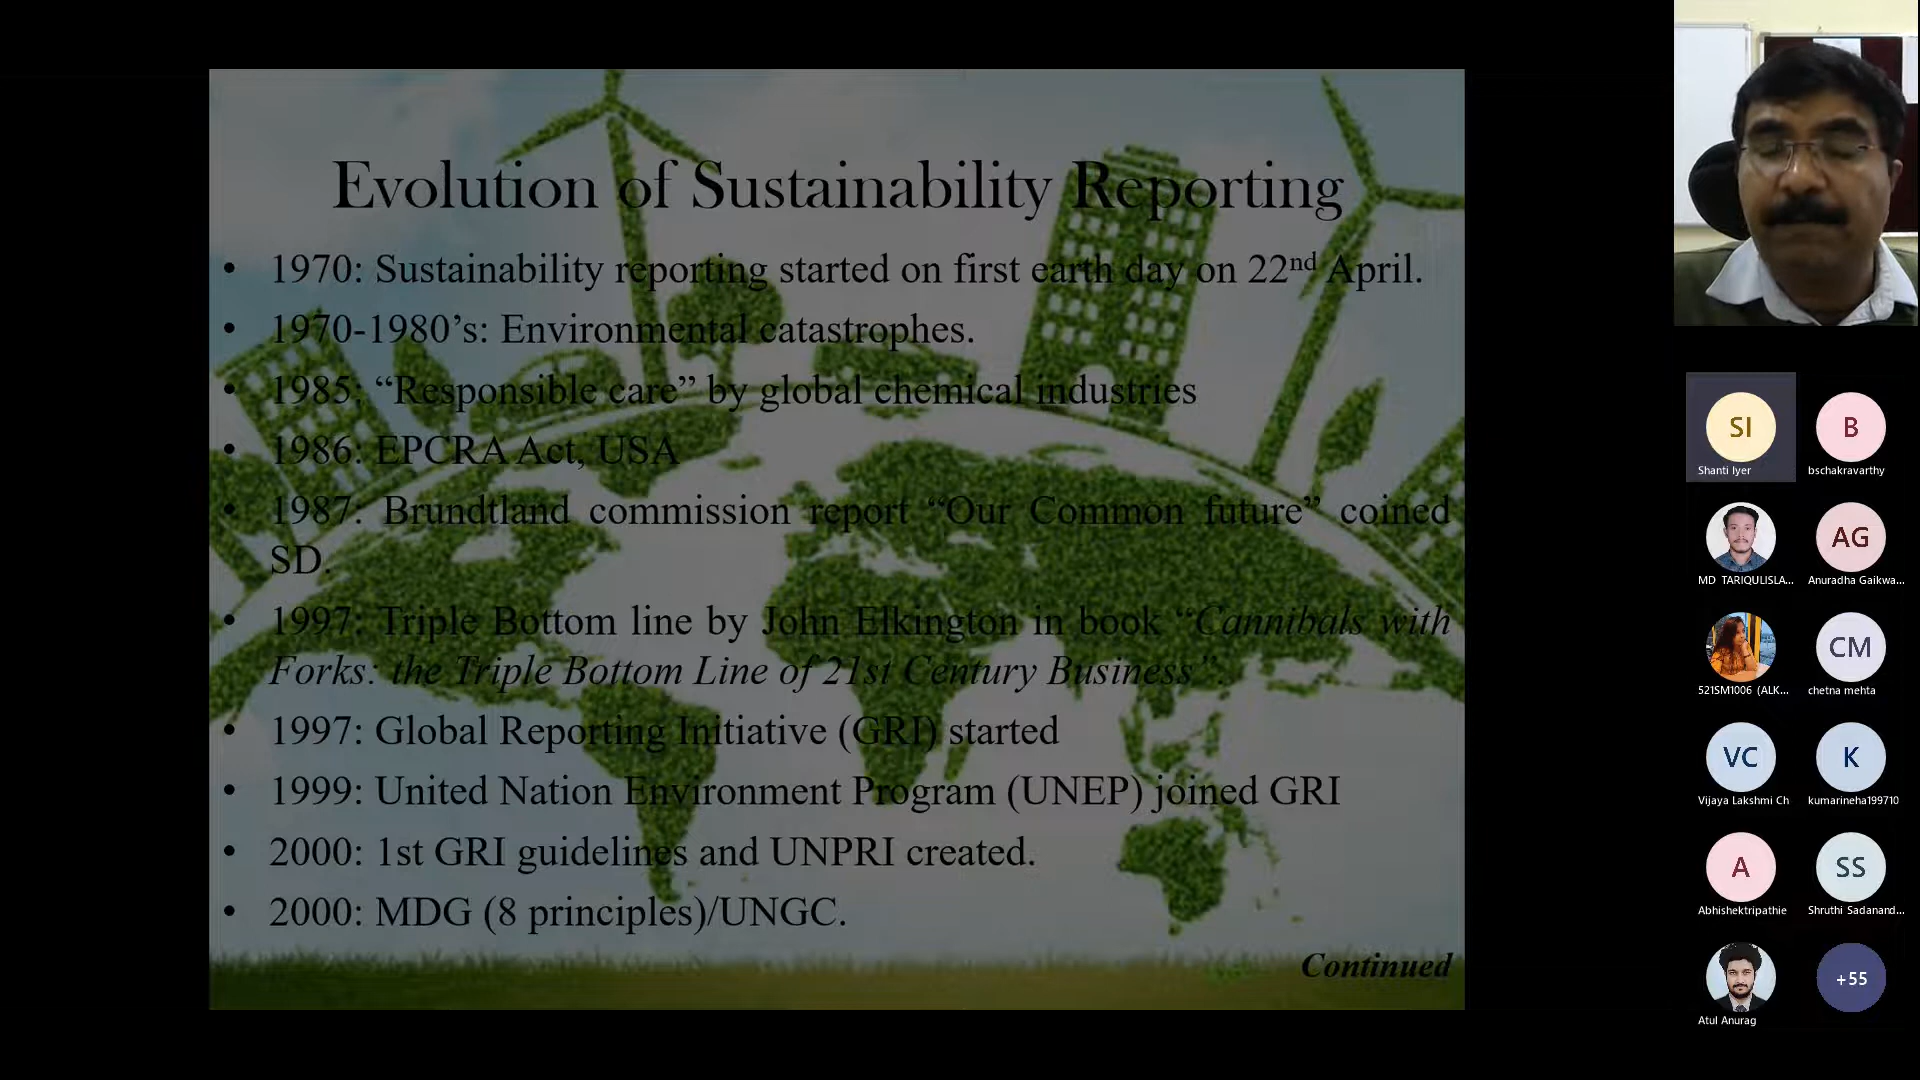 Evolution of Sustainability Reporting
• 1970: Sustainability reporting started on first earth day on 22nd April.
• 1970-1980’s: Environmental catastrophes.
• 1985: “Responsible care” by global chemical industries
• 1986: EPCRA Act, USA
• 1987: Brundtland commission report “Our Common future” coined
SD.
• 1997: Triple Bottom line by John Elkington in book “Cannibals with
Forks: the Triple Bottom Line of 21st Century Business”.
• 1997: Global Reporting Initiative (GRI) started
• 1999: United Nation Environment Program (UNEP) joined GRI
• 2000: 1st GRI guidelines and UNPRI created.
• 2000: MDG (8 principles)/UNGC.
Continued
SI
Shanti Iyer
B
bschakravarthy
MD TARIQULISLA...
AG
Anuradha Gaikwa...
521SM1006 (ALK...
CM
chetna mehta
VC
Vijaya Lakshmi Ch
K
kumarineha199710
A
Abhishektripathie
SS
Shruthi Sadanand...
Atul Anurag
+55